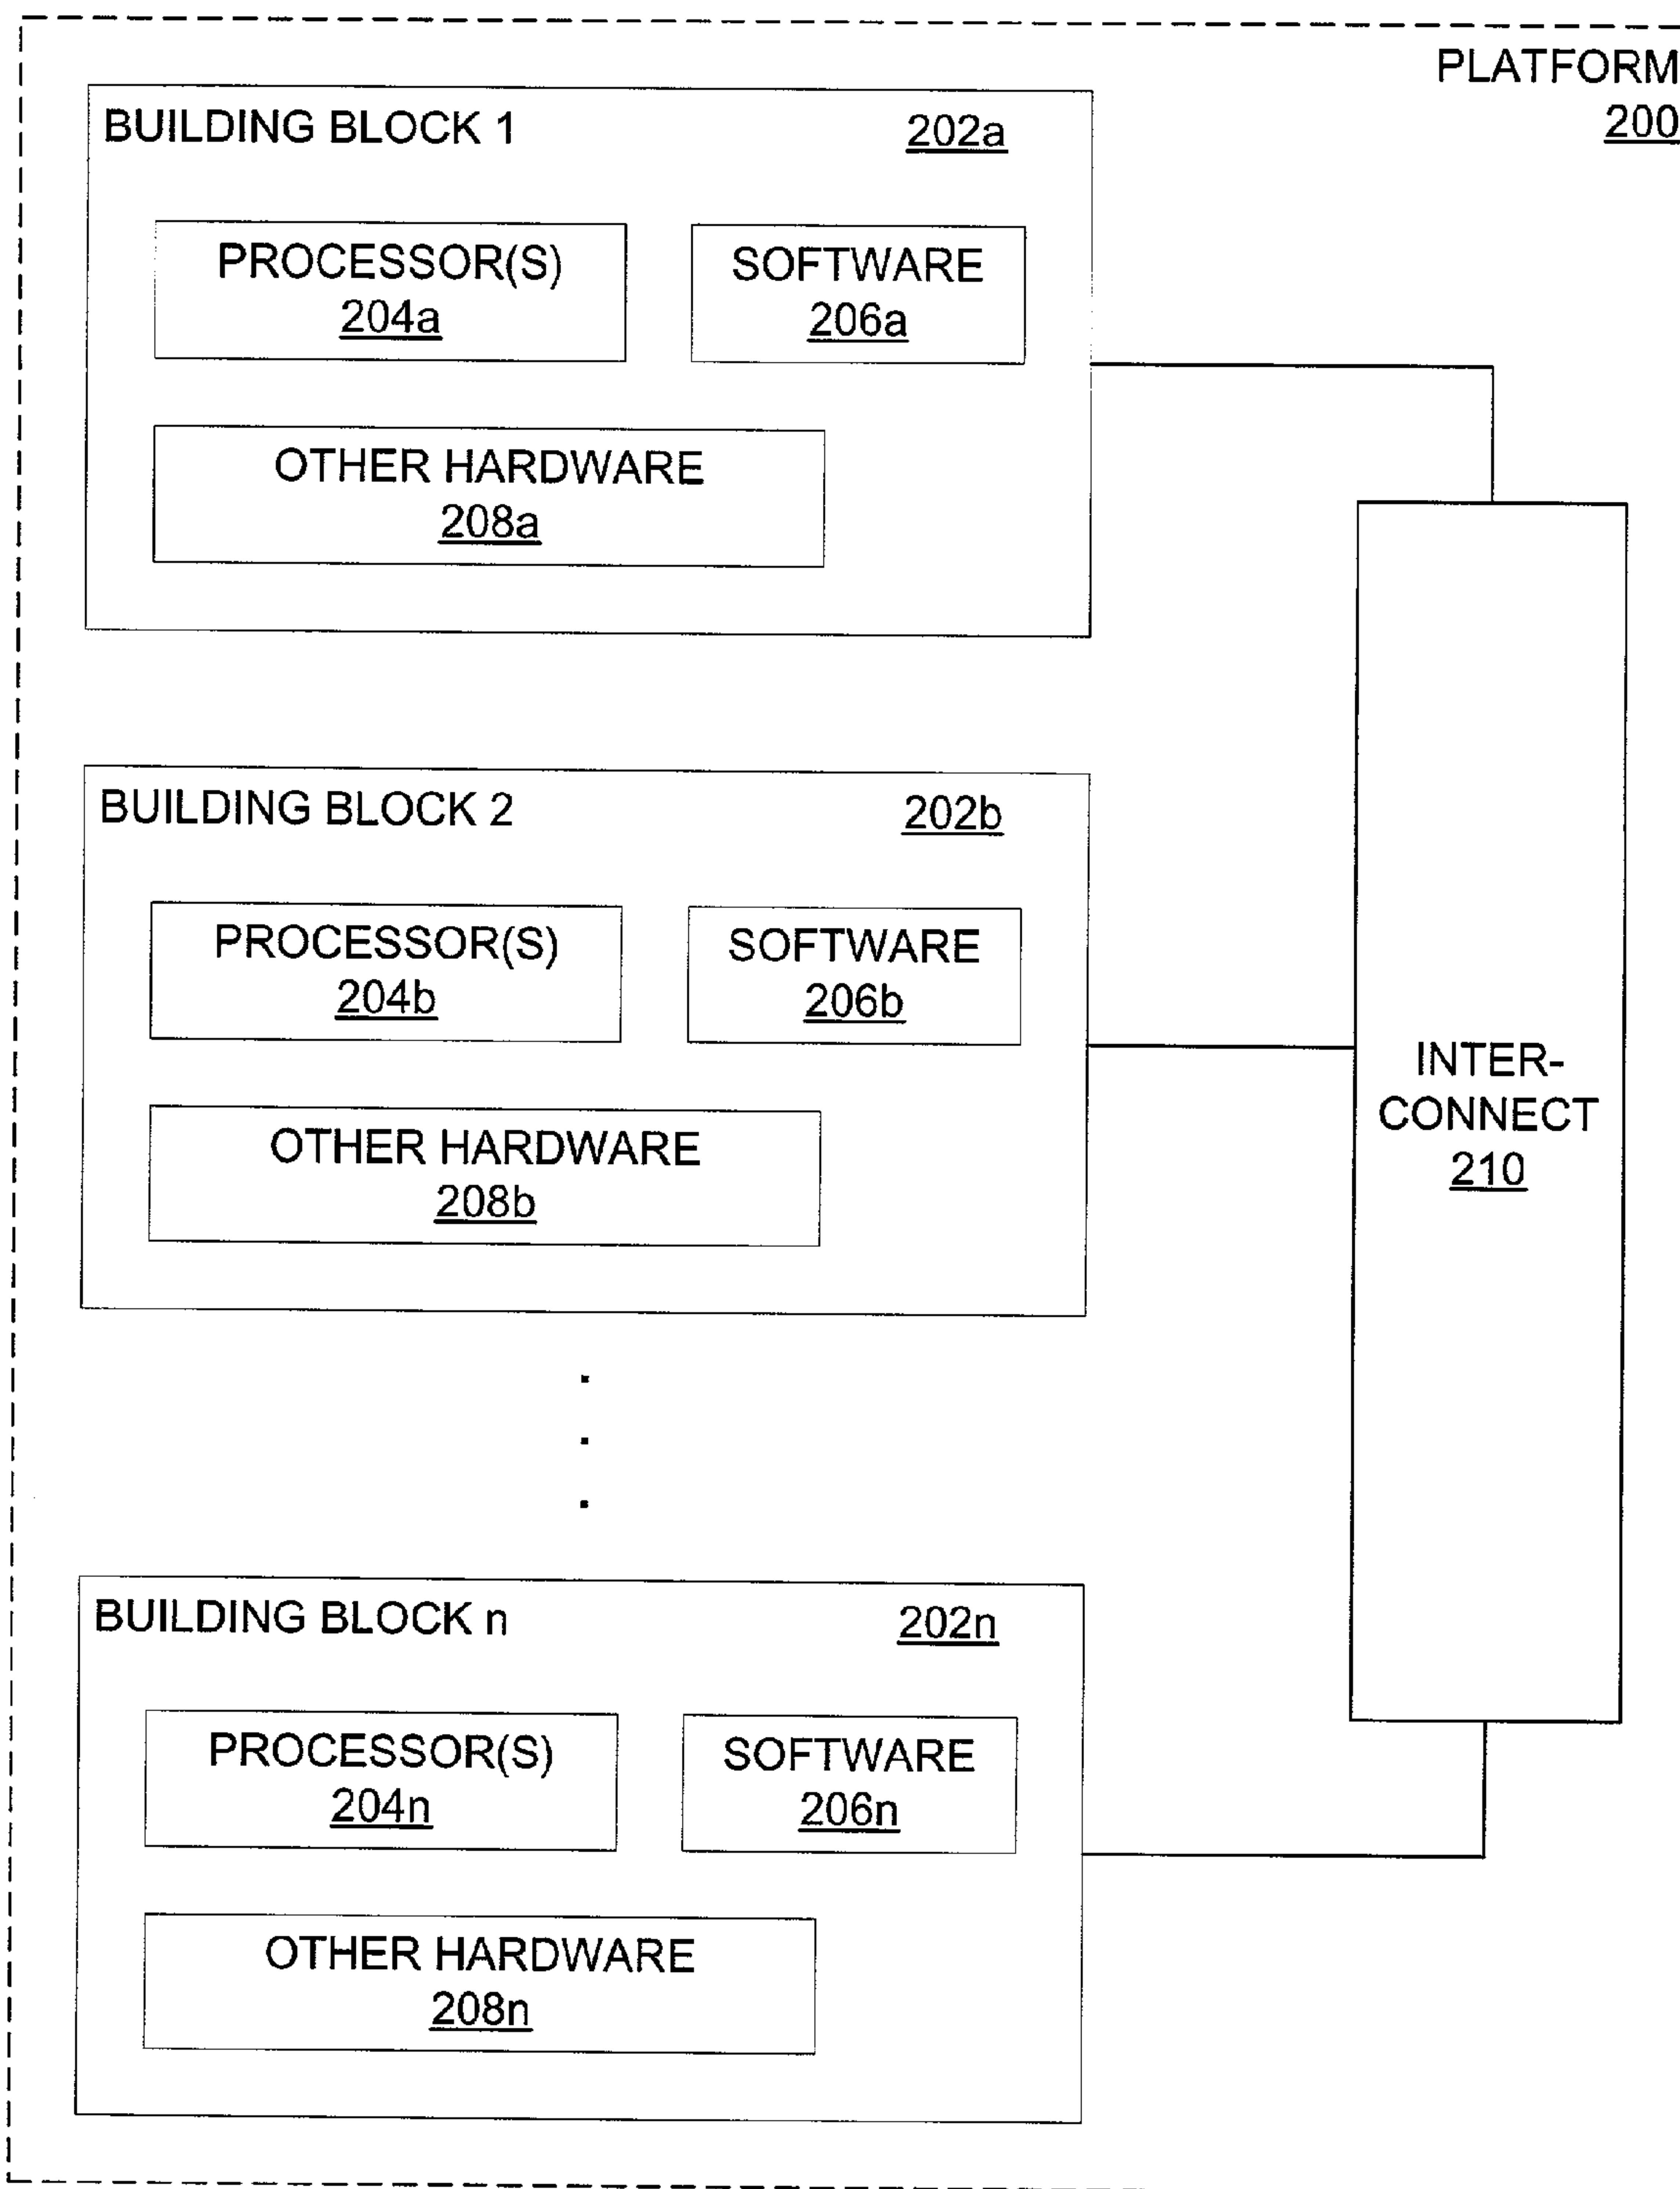 PLATFORM
200
BUILDING BLOCK 1 202a
PROCESSOR(S)
204a
SOFTWARE
206a
OTHER HARDWARE
208a
BUILDING BLOCK 2 202b
PROCESSOR(S)
204b
SOFTWARE
206b
OTHER HARDWARE
208b
INTER-
CONNECT
210
BUILDING BLOCK n 202n
PROCESSOR(S)
204n
SOFTWARE
206n
OTHER HARDWARE
208n